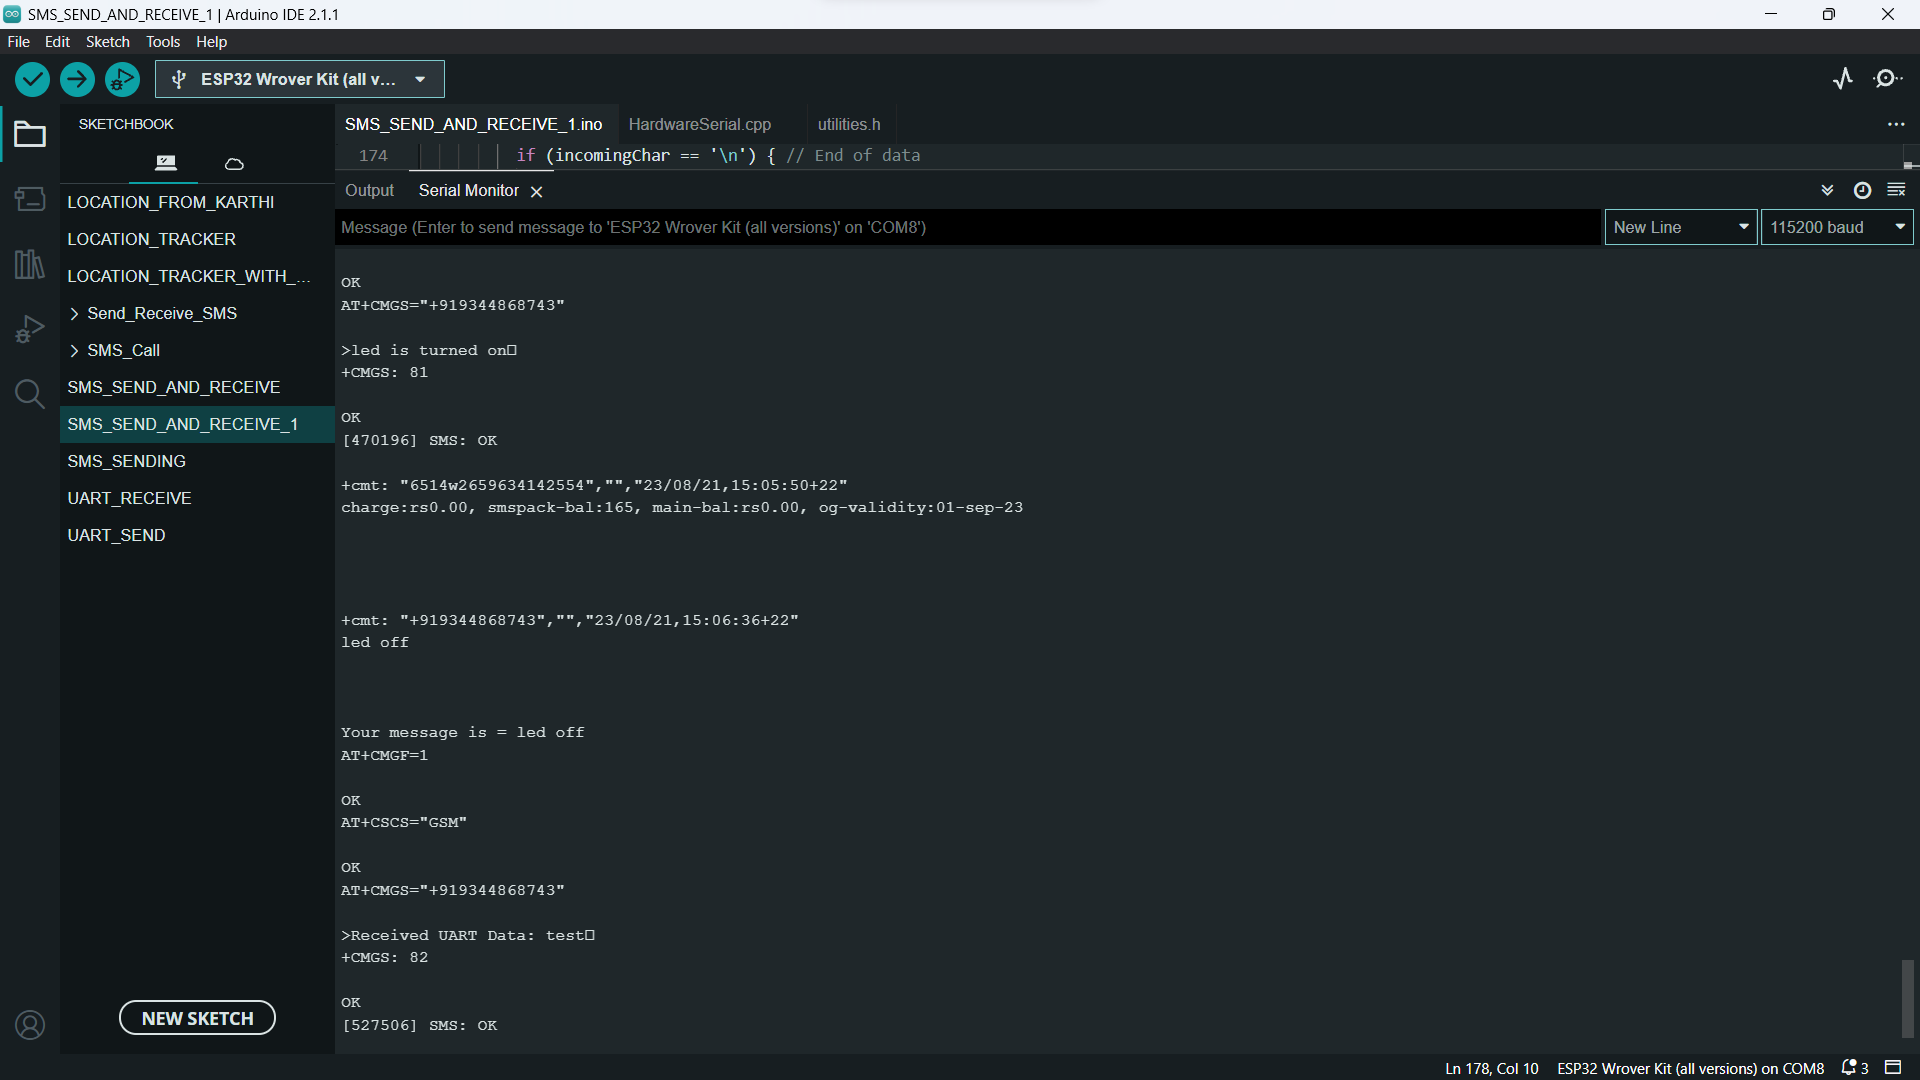 SMS_SEND_AND_RECEIVE_1 | Arduino IDE 2.1.1
File Edit Sketch Tools Help
ESP32 Wrover Kit (all v...
SKETCHBOOK
LOCATION_FROM_KARTHI
LOCATION_TRACKER
LOCATION_TRACKER_WITH_...
Send_Receive_SMS
SMS_Call
SMS_SEND_AND_RECEIVE
SMS_SEND_AND_RECEIVE_1
SMS_SENDING
UART_RECEIVE
UART_SEND
NEW SKETCH
SMS_SEND_AND_RECEIVE_1.ino HardwareSerial.cpp utilities.h
174 if (incomingChar == '\n') { // End of data
Output Serial Monitor
Message (Enter to send message to 'ESP32 Wrover Kit (all versions)' on 'COM8') New Line 115200 baud
OK
AT+CMGS="+919344868743"
>led is turned on□
+CMGS: 81
OK
[470196] SMS: OK
+cmt: "6514w2659634142554","","23/08/21,15:05:50+22"
charge:rs0.00, smspack-bal:165, main-bal:rs0.00, og-validity:01-sep-23
+cmt: "+919344868743","","23/08/21,15:06:36+22"
led off
Your message is = led off
AT+CMGF=1
OK
AT+CSCS="GSM"
OK
AT+CMGS="+919344868743"
>Received UART Data: test□
+CMGS: 82
OK
[527506] SMS: OK
Ln 178, Col 10 ESP32 Wrover Kit (all versions) on COM8 3